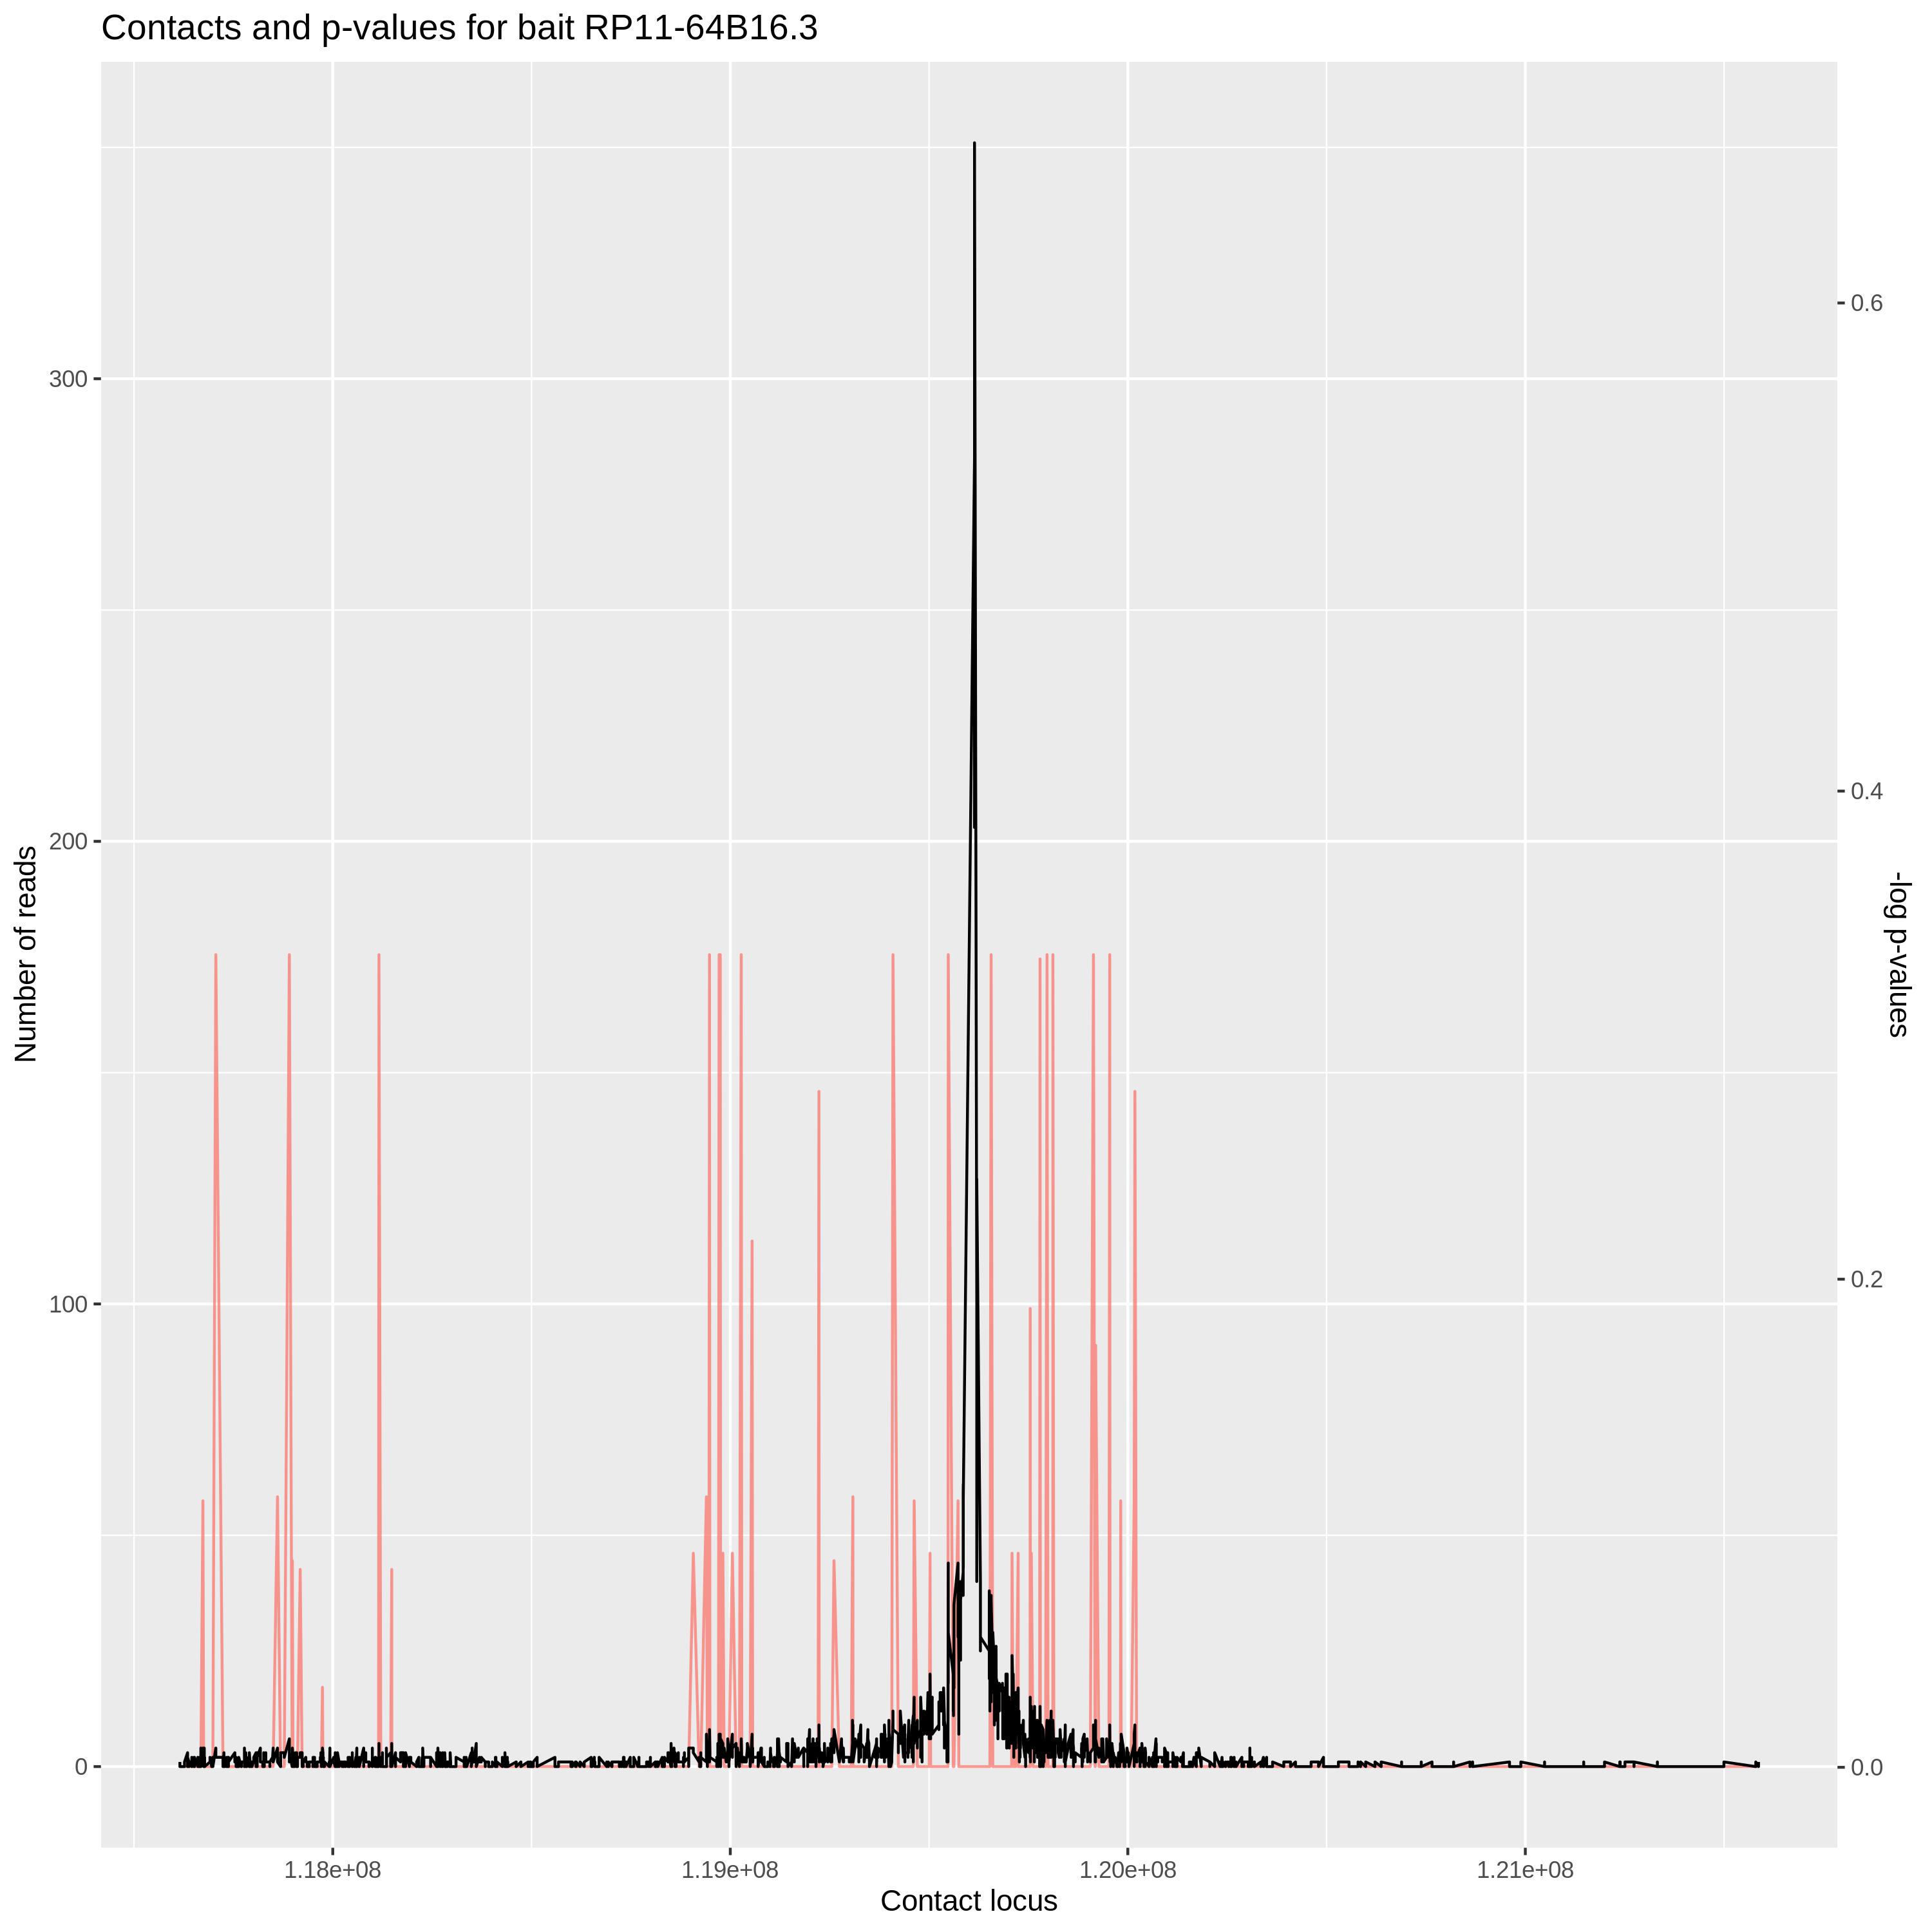 Contacts and p-values for bait RP11-64B16.3
300
200
100
0
Number of reads
0.6
0.4
0.2
0.0
-log p-values
1.18e+08
1.19e+08
1.20e+08
1.21e+08
Contact locus